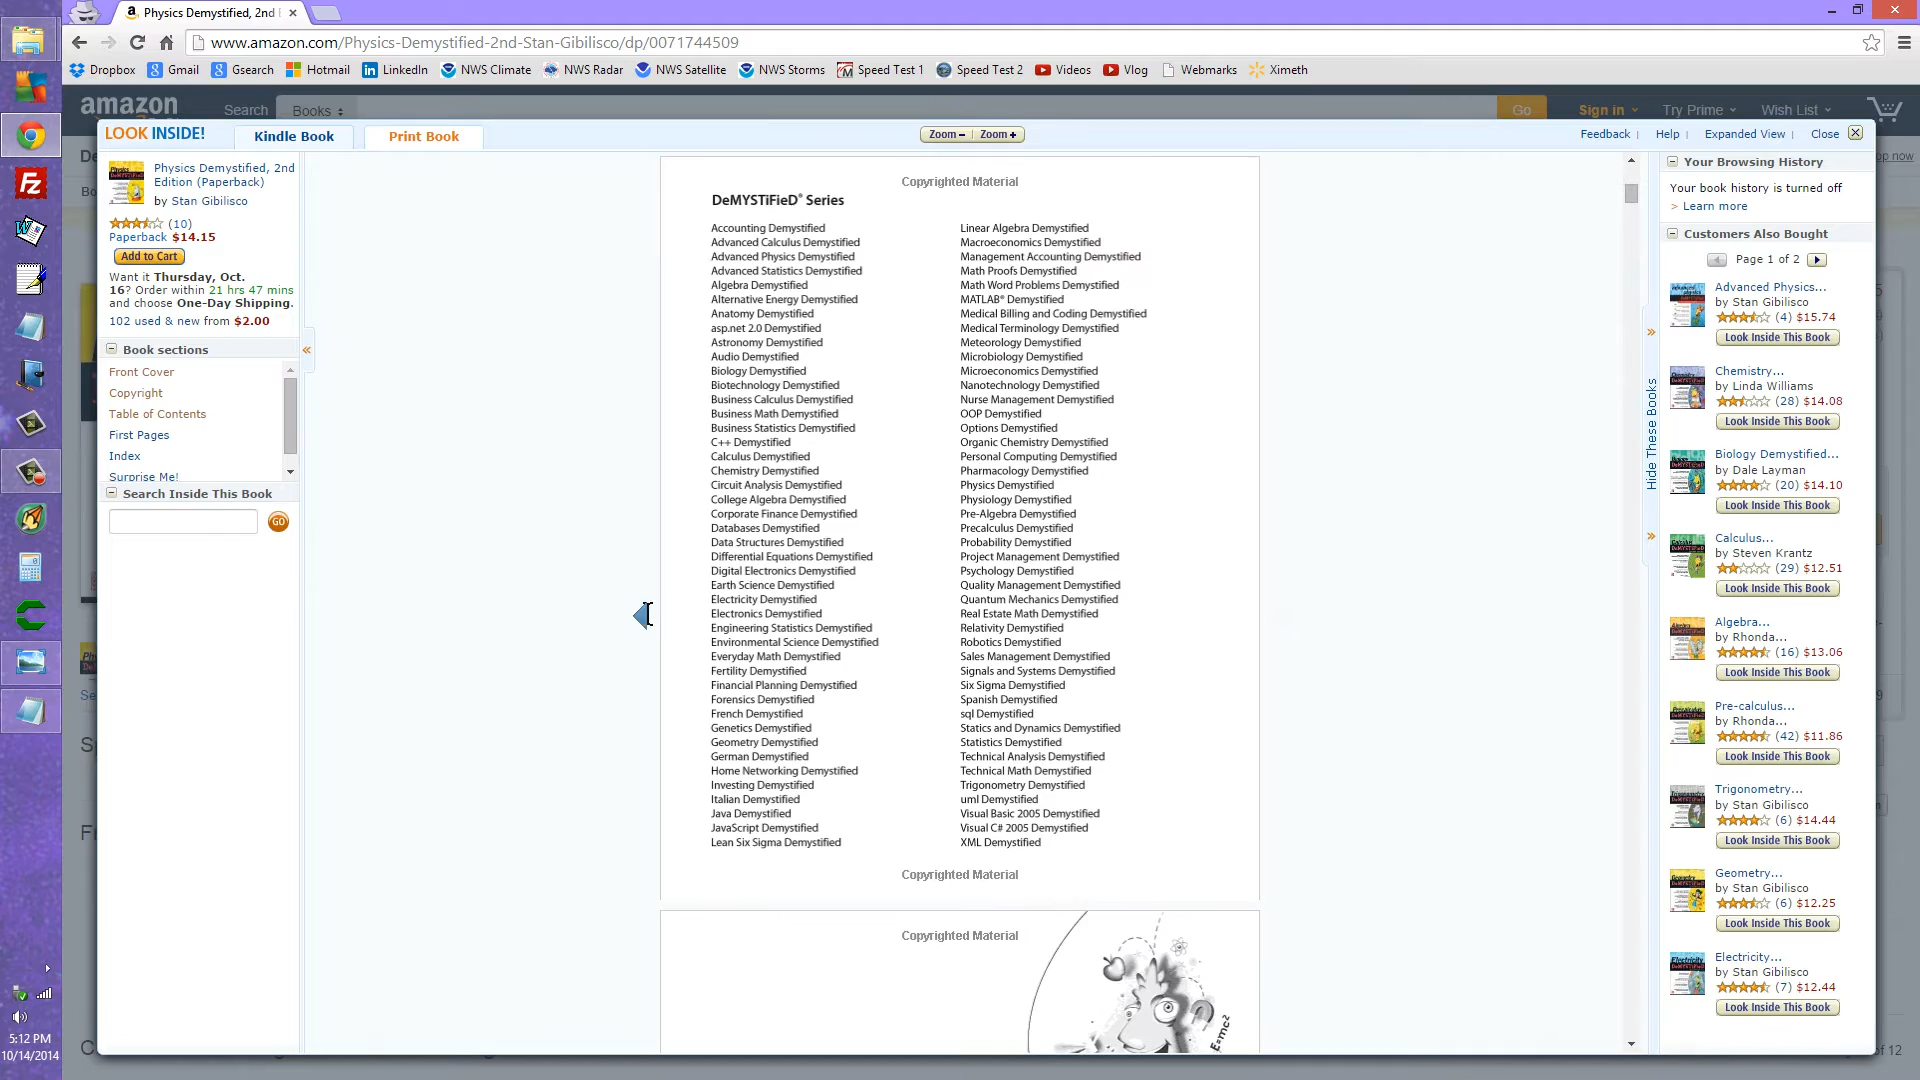 Physics Demystified, 2nd E
www.amazon.com/Physics-Demystified-2nd-Stan-Gibilisco/dp/0071744509
Dropbox Gmail Gsearch Hotmail LinkedIn NWS Climate NWS Radar NWS Satellite NWS Storms Speed Test 1 Speed Test 2 Videos Vlog Webmarks Ximeth
amazon Search Books Go Sign in Try Prime Wish List
LOOK INSIDE! Kindle Book Print Book Zoom− Zoom+ Feedback Help Expanded View Close
Physics Demystified, 2nd
Edition (Paperback)
by Stan Gibilisco
(10)
Paperback $14.15
Add to Cart
Want it Thursday, Oct.
16? Order within 21 hrs 47 mins
and choose One-Day Shipping.
102 used & new from $2.00
Book sections
Front Cover
Copyright
Table of Contents
First Pages
Index
Surprise Me!
Search Inside This Book
GO
Copyrighted Material
DeMYSTiFieD® Series
Accounting Demystified
Advanced Calculus Demystified
Advanced Physics Demystified
Advanced Statistics Demystified
Algebra Demystified
Alternative Energy Demystified
Anatomy Demystified
asp.net 2.0 Demystified
Astronomy Demystified
Audio Demystified
Biology Demystified
Biotechnology Demystified
Business Calculus Demystified
Business Math Demystified
Business Statistics Demystified
C++ Demystified
Calculus Demystified
Chemistry Demystified
Circuit Analysis Demystified
College Algebra Demystified
Corporate Finance Demystified
Databases Demystified
Data Structures Demystified
Differential Equations Demystified
Digital Electronics Demystified
Earth Science Demystified
Electricity Demystified
Electronics Demystified
Engineering Statistics Demystified
Environmental Science Demystified
Everyday Math Demystified
Fertility Demystified
Financial Planning Demystified
Forensics Demystified
French Demystified
Genetics Demystified
Geometry Demystified
German Demystified
Home Networking Demystified
Investing Demystified
Italian Demystified
Java Demystified
JavaScript Demystified
Lean Six Sigma Demystified
Linear Algebra Demystified
Macroeconomics Demystified
Management Accounting Demystified
Math Proofs Demystified
Math Word Problems Demystified
MATLAB® Demystified
Medical Billing and Coding Demystified
Medical Terminology Demystified
Meteorology Demystified
Microbiology Demystified
Microeconomics Demystified
Nanotechnology Demystified
Nurse Management Demystified
OOP Demystified
Options Demystified
Organic Chemistry Demystified
Personal Computing Demystified
Pharmacology Demystified
Physics Demystified
Physiology Demystified
Pre-Algebra Demystified
Precalculus Demystified
Probability Demystified
Project Management Demystified
Psychology Demystified
Quality Management Demystified
Quantum Mechanics Demystified
Real Estate Math Demystified
Relativity Demystified
Robotics Demystified
Sales Management Demystified
Signals and Systems Demystified
Six Sigma Demystified
Spanish Demystified
sql Demystified
Statics and Dynamics Demystified
Statistics Demystified
Technical Analysis Demystified
Technical Math Demystified
Trigonometry Demystified
uml Demystified
Visual Basic 2005 Demystified
Visual C# 2005 Demystified
XML Demystified
Copyrighted Material
Copyrighted Material
E=mc²
Hide These Books
Your Browsing History
Your book history is turned off
> Learn more
Customers Also Bought
Page 1 of 2
Advanced Physics...
by Stan Gibilisco
(4) $15.74
Look Inside This Book
Chemistry...
by Linda Williams
(28) $14.08
Look Inside This Book
Biology Demystified...
by Dale Layman
(20) $14.10
Look Inside This Book
Calculus...
by Steven Krantz
(29) $12.51
Look Inside This Book
Algebra...
by Rhonda...
(16) $13.06
Look Inside This Book
Pre-calculus...
by Rhonda...
(42) $11.86
Look Inside This Book
Trigonometry...
by Stan Gibilisco
(6) $14.44
Look Inside This Book
Geometry...
by Stan Gibilisco
(6) $12.25
Look Inside This Book
Electricity...
by Stan Gibilisco
(7) $12.44
Look Inside This Book
of 12
5:12 PM
10/14/2014